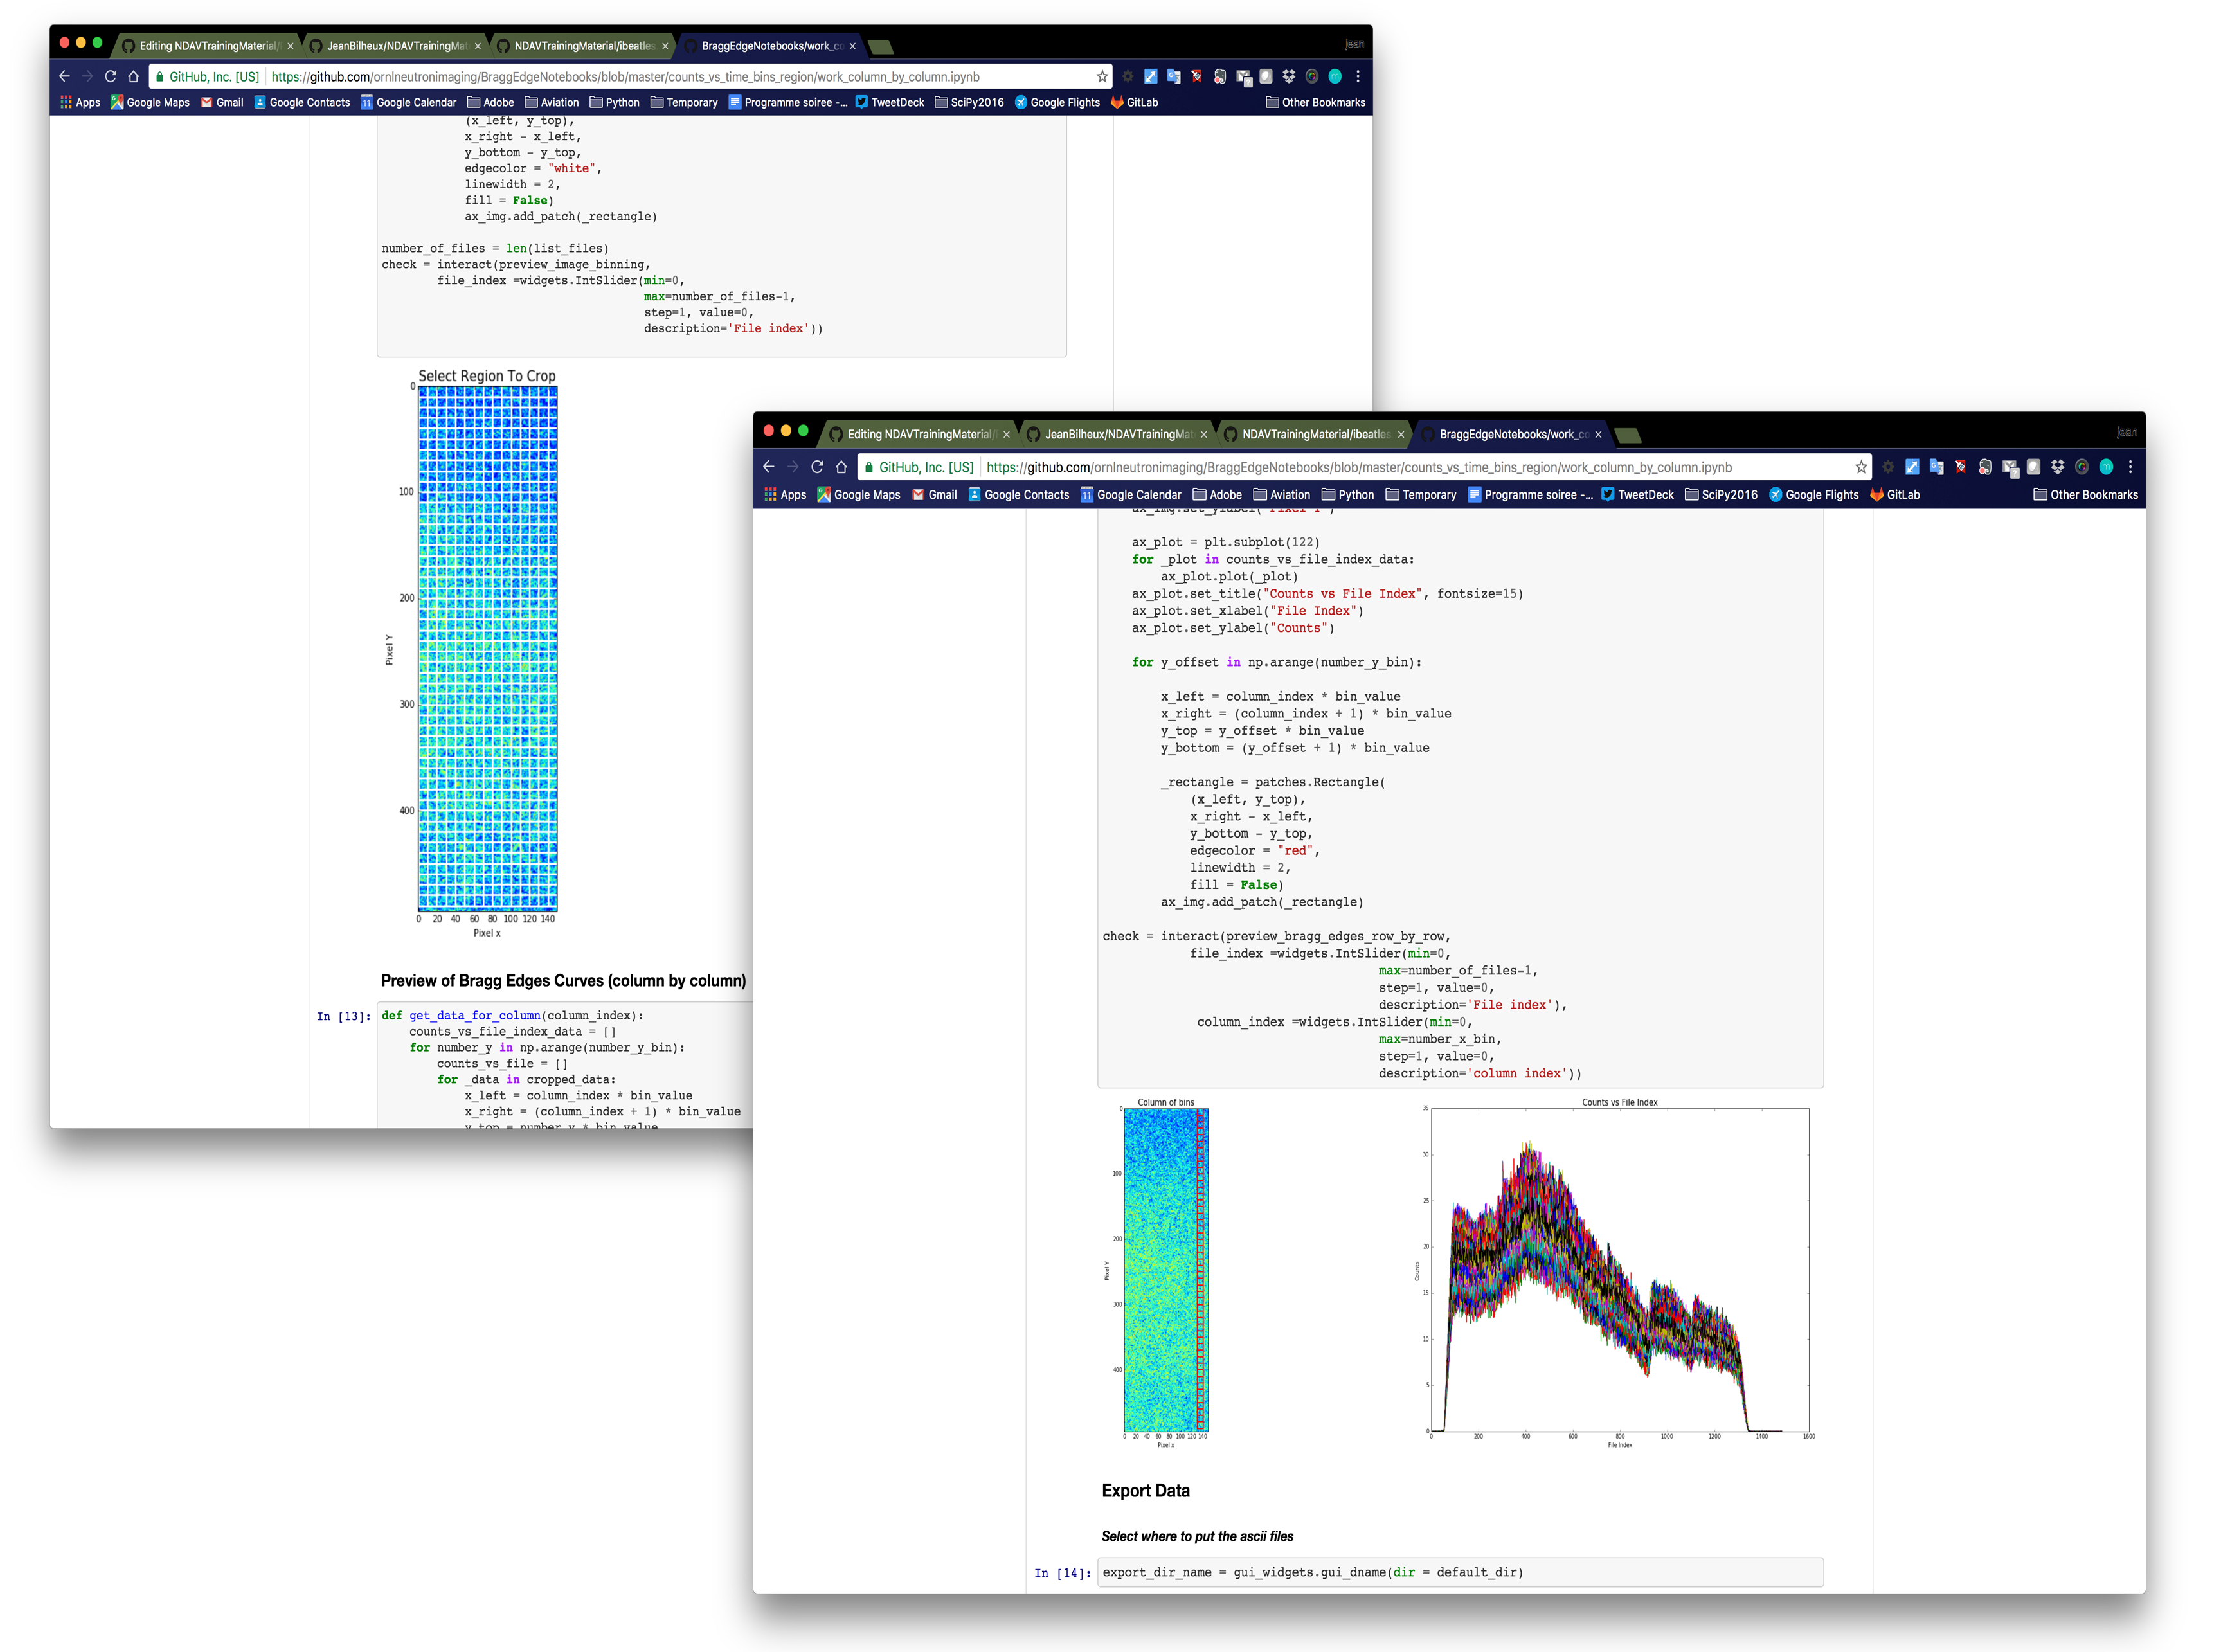 Editing NDAVTrainingMaterial/i
JeanBilheux/NDAVTrainingMat
NDAVTrainingMaterial/ibeatles
BraggEdgeNotebooks/work_co
jean
GitHub, Inc. [US] https://github.com/ornlneutronimaging/BraggEdgeNotebooks/blob/master/counts_vs_time_bins_region/work_column_by_column.ipynb
Apps Google Maps Gmail Google Contacts 11 Google Calendar Adobe Aviation Python Temporary Programme soiree -... TweetDeck SciPy2016 Google Flights GitLab Other Bookmarks
(x_left, y_top),
x_right - x_left,
y_bottom - y_top,
edgecolor = "white",
linewidth = 2,
fill = False)
ax_img.add_patch(_rectangle)
number_of_files = len(list_files)
check = interact(preview_image_binning,
file_index =widgets.IntSlider(min=0,
max=number_of_files-1,
step=1, value=0,
description='File index'))
Select Region To Crop
0
100
200
300
400
Pixel Y
0 20 40 60 80 100 120 140
Pixel x
Preview of Bragg Edges Curves (column by column)
In [13]: def get_data_for_column(column_index):
counts_vs_file_index_data = []
for number_y in np.arange(number_y_bin):
counts_vs_file = []
for _data in cropped_data:
x_left = column_index * bin_value
x_right = (column_index + 1) * bin_value
y_top = number_y * bin_value
Editing NDAVTrainingMaterial/i
JeanBilheux/NDAVTrainingMat
NDAVTrainingMaterial/ibeatles
BraggEdgeNotebooks/work_co
jean
GitHub, Inc. [US] https://github.com/ornlneutronimaging/BraggEdgeNotebooks/blob/master/counts_vs_time_bins_region/work_column_by_column.ipynb
Apps Google Maps Gmail Google Contacts 11 Google Calendar Adobe Aviation Python Temporary Programme soiree -... TweetDeck SciPy2016 Google Flights GitLab Other Bookmarks
ax_img.set_ylabel("Pixel Y")
ax_plot = plt.subplot(122)
for _plot in counts_vs_file_index_data:
ax_plot.plot(_plot)
ax_plot.set_title("Counts vs File Index", fontsize=15)
ax_plot.set_xlabel("File Index")
ax_plot.set_ylabel("Counts")
for y_offset in np.arange(number_y_bin):
x_left = column_index * bin_value
x_right = (column_index + 1) * bin_value
y_top = y_offset * bin_value
y_bottom = (y_offset + 1) * bin_value
_rectangle = patches.Rectangle(
(x_left, y_top),
x_right - x_left,
y_bottom - y_top,
edgecolor = "red",
linewidth = 2,
fill = False)
ax_img.add_patch(_rectangle)
check = interact(preview_bragg_edges_row_by_row,
file_index =widgets.IntSlider(min=0,
max=number_of_files-1,
step=1, value=0,
description='File index'),
column_index =widgets.IntSlider(min=0,
max=number_x_bin,
step=1, value=0,
description='column index'))
Column of bins
0
100
200
300
400
Pixel Y
0 20 40 60 80 100 120 140
Pixel x
Counts vs File Index
35
30
25
20
15
10
5
0
Counts
0 200 400 600 800 1000 1200 1400 1600
File Index
Export Data
Select where to put the ascii files
In [14]: export_dir_name = gui_widgets.gui_dname(dir = default_dir)